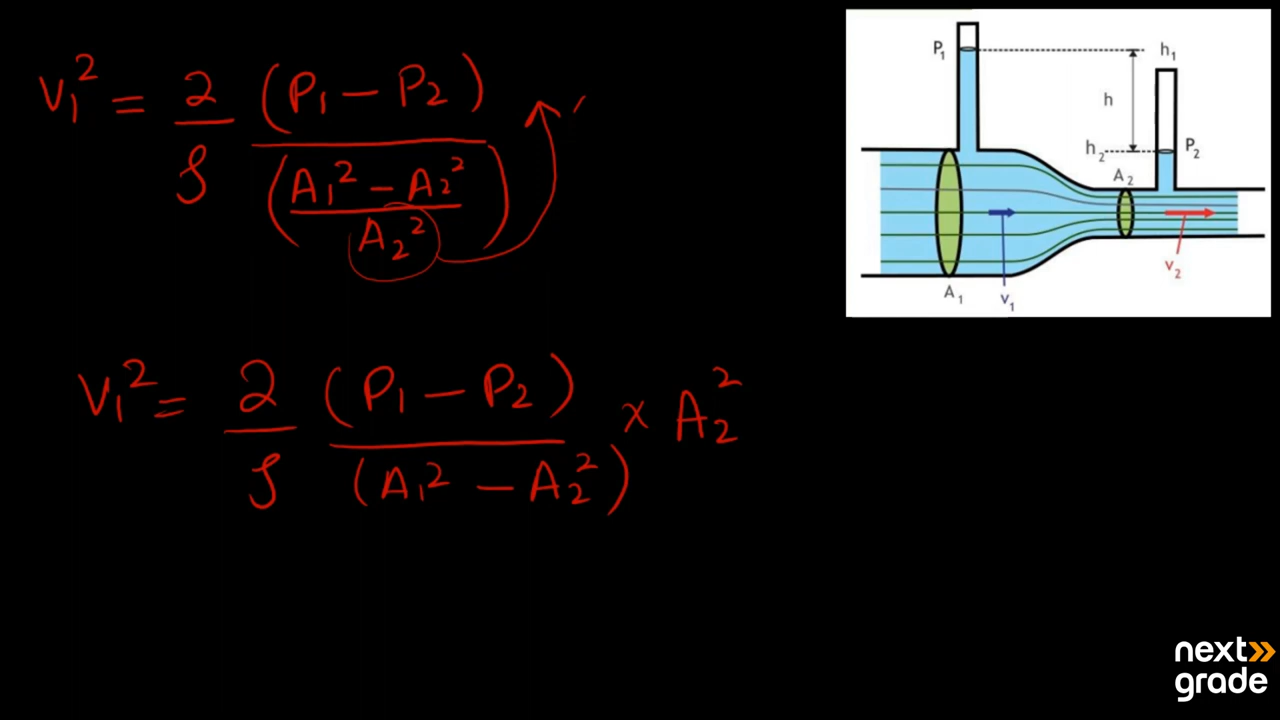 v₁² = 2/ρ (P₁ − P₂) / ((A₁² − A₂²) / A₂²)
v₁² = 2/ρ (P₁ − P₂) / (A₁² − A₂²) × A₂²
P₁
h₁
h
h₂
P₂
A₂
A₁
v₁
v₂
next
grade